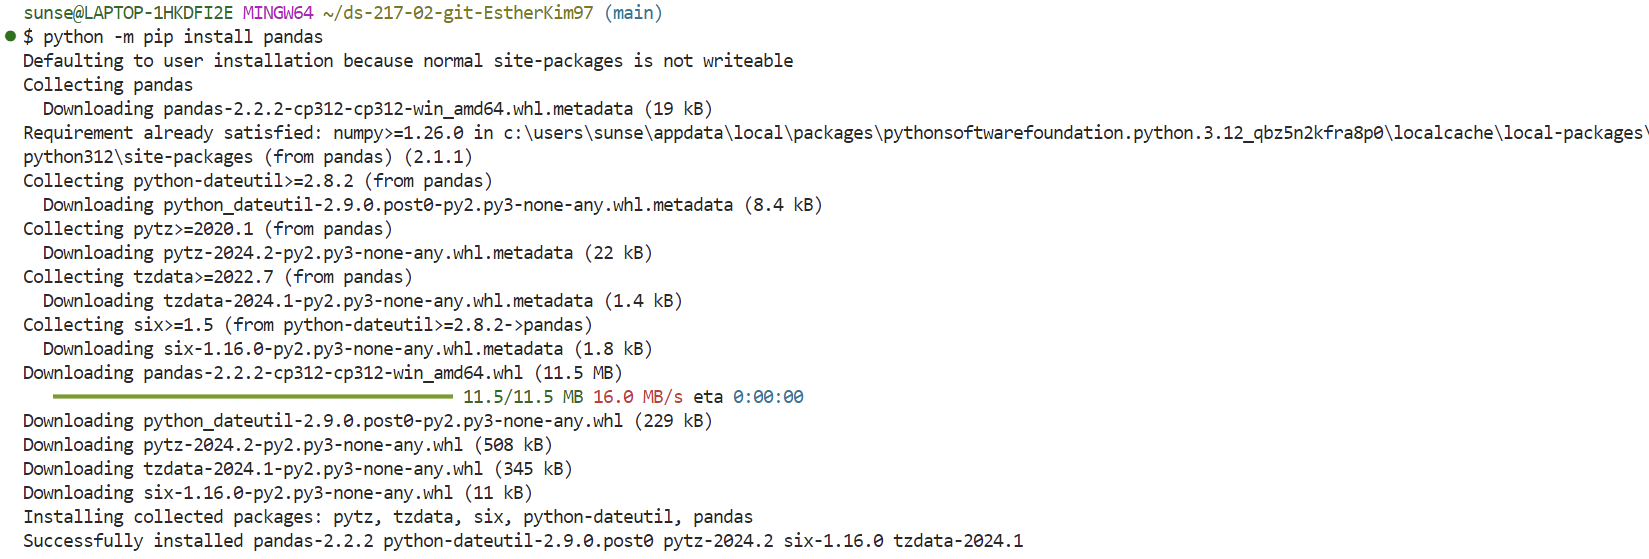 sunse@LAPTOP-1HKDFI2E MINGW64 ~/ds-217-02-git-EstherKim97 (main)
$ python -m pip install pandas
Defaulting to user installation because normal site-packages is not writeable
Collecting pandas
  Downloading pandas-2.2.2-cp312-cp312-win_amd64.whl.metadata (19 kB)
Requirement already satisfied: numpy>=1.26.0 in c:\users\sunse\appdata\local\packages\pythonsoftwarefoundation.python.3.12_qbz5n2kfra8p0\localcache\local-packages\
python312\site-packages (from pandas) (2.1.1)
Collecting python-dateutil>=2.8.2 (from pandas)
  Downloading python_dateutil-2.9.0.post0-py2.py3-none-any.whl.metadata (8.4 kB)
Collecting pytz>=2020.1 (from pandas)
  Downloading pytz-2024.2-py2.py3-none-any.whl.metadata (22 kB)
Collecting tzdata>=2022.7 (from pandas)
  Downloading tzdata-2024.1-py2.py3-none-any.whl.metadata (1.4 kB)
Collecting six>=1.5 (from python-dateutil>=2.8.2->pandas)
  Downloading six-1.16.0-py2.py3-none-any.whl.metadata (1.8 kB)
Downloading pandas-2.2.2-cp312-cp312-win_amd64.whl (11.5 MB)
11.5/11.5 MB 16.0 MB/s eta 0:00:00
Downloading python_dateutil-2.9.0.post0-py2.py3-none-any.whl (229 kB)
Downloading pytz-2024.2-py2.py3-none-any.whl (508 kB)
Downloading tzdata-2024.1-py2.py3-none-any.whl (345 kB)
Downloading six-1.16.0-py2.py3-none-any.whl (11 kB)
Installing collected packages: pytz, tzdata, six, python-dateutil, pandas
Successfully installed pandas-2.2.2 python-dateutil-2.9.0.post0 pytz-2024.2 six-1.16.0 tzdata-2024.1